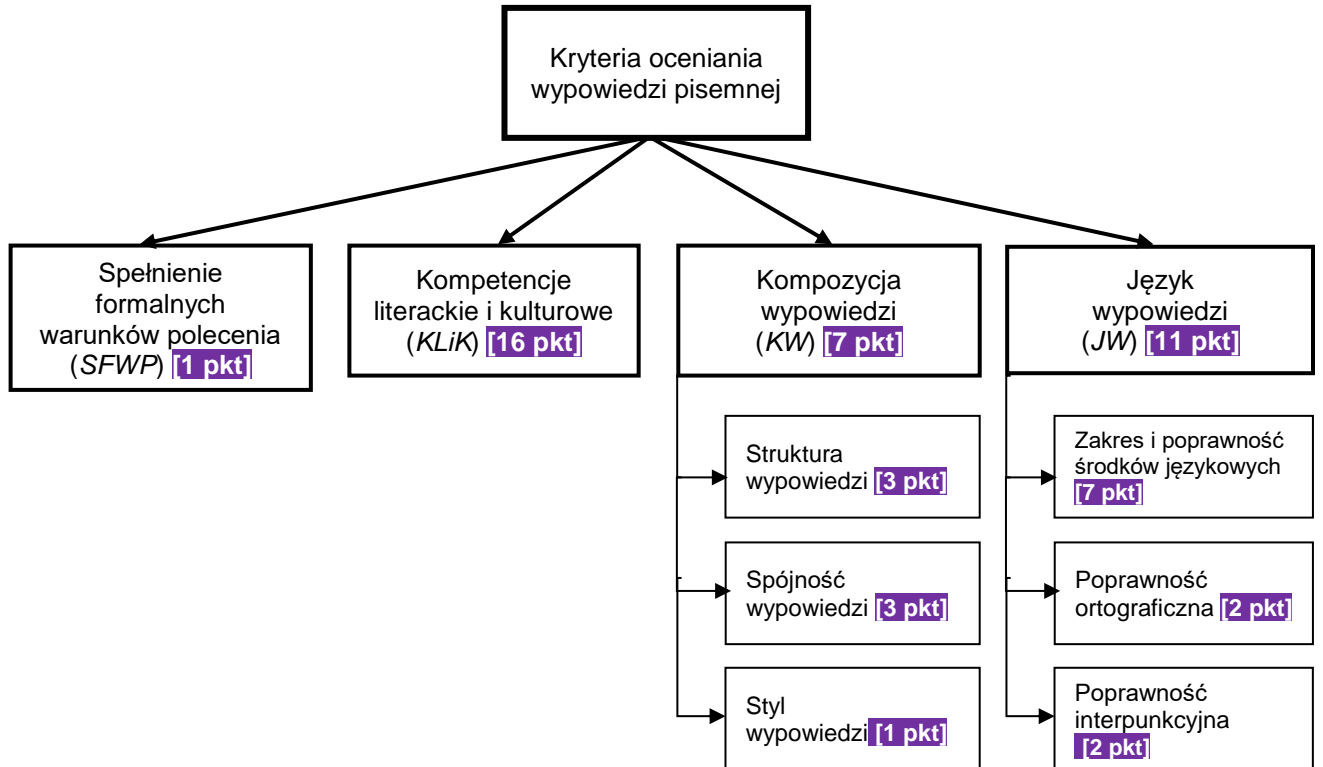 Kryteria oceniania
wypowiedzi pisemnej
Spełnienie
formalnych
warunków polecenia
(SFWP) [1 pkt]
Kompetencje
literackie i kulturowe
(KLiK) [16 pkt]
Kompozycja
wypowiedzi
(KW) [7 pkt]
Język
wypowiedzi
(JW) [11 pkt]
Struktura
wypowiedzi [3 pkt]
Spójność
wypowiedzi [3 pkt]
Styl
wypowiedzi [1 pkt]
Zakres i poprawność
środków językowych
[7 pkt]
Poprawność
ortograficzna [2 pkt]
Poprawność
interpunkcyjna
[2 pkt]